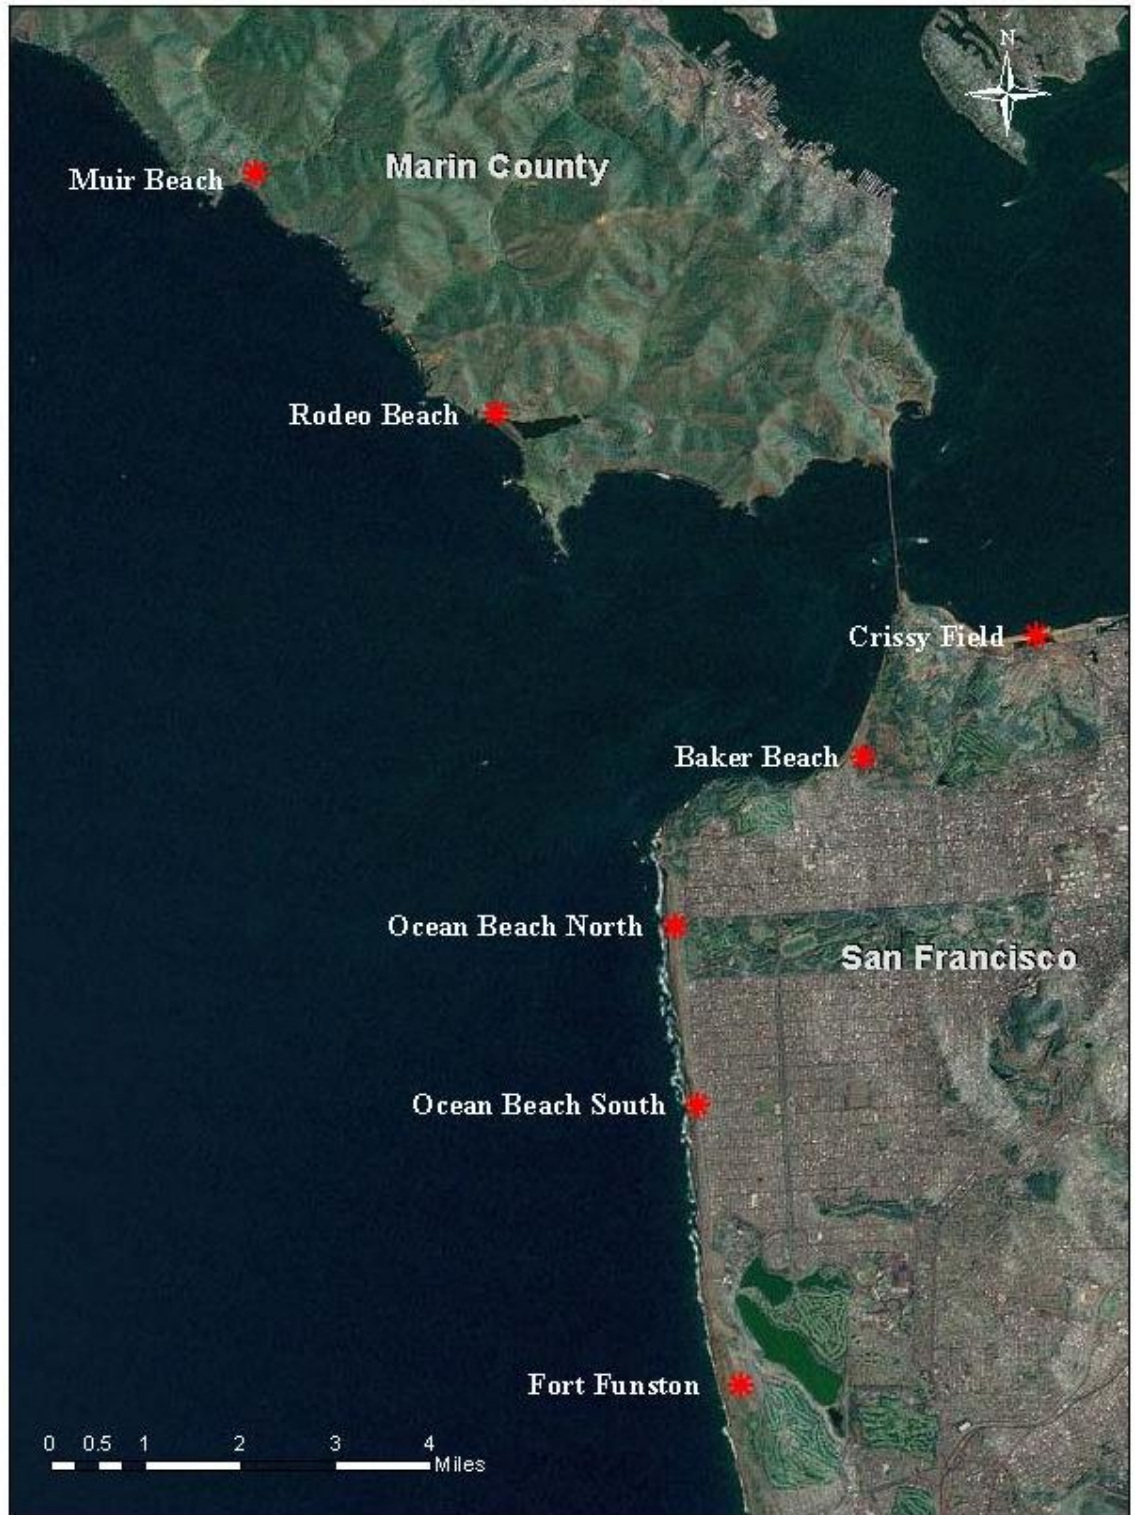 N
Marin County
Muir Beach
Rodeo Beach
Crissy Field
Baker Beach
Ocean Beach North
San Francisco
Ocean Beach South
Fort Funston
0 0.5 1 2 3 4
Miles